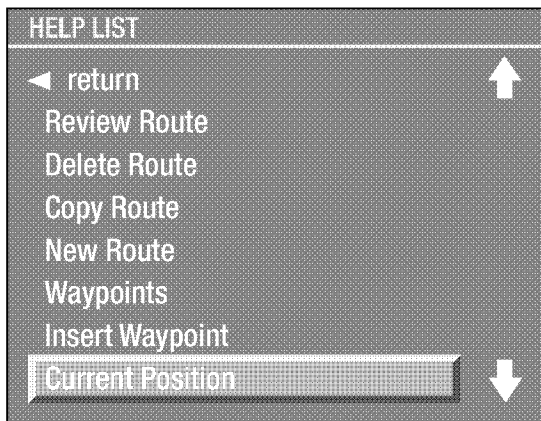 HELP LIST
◄ return
Review Route
Delete Route
Copy Route
New Route
Waypoints
Insert Waypoint
Current Position